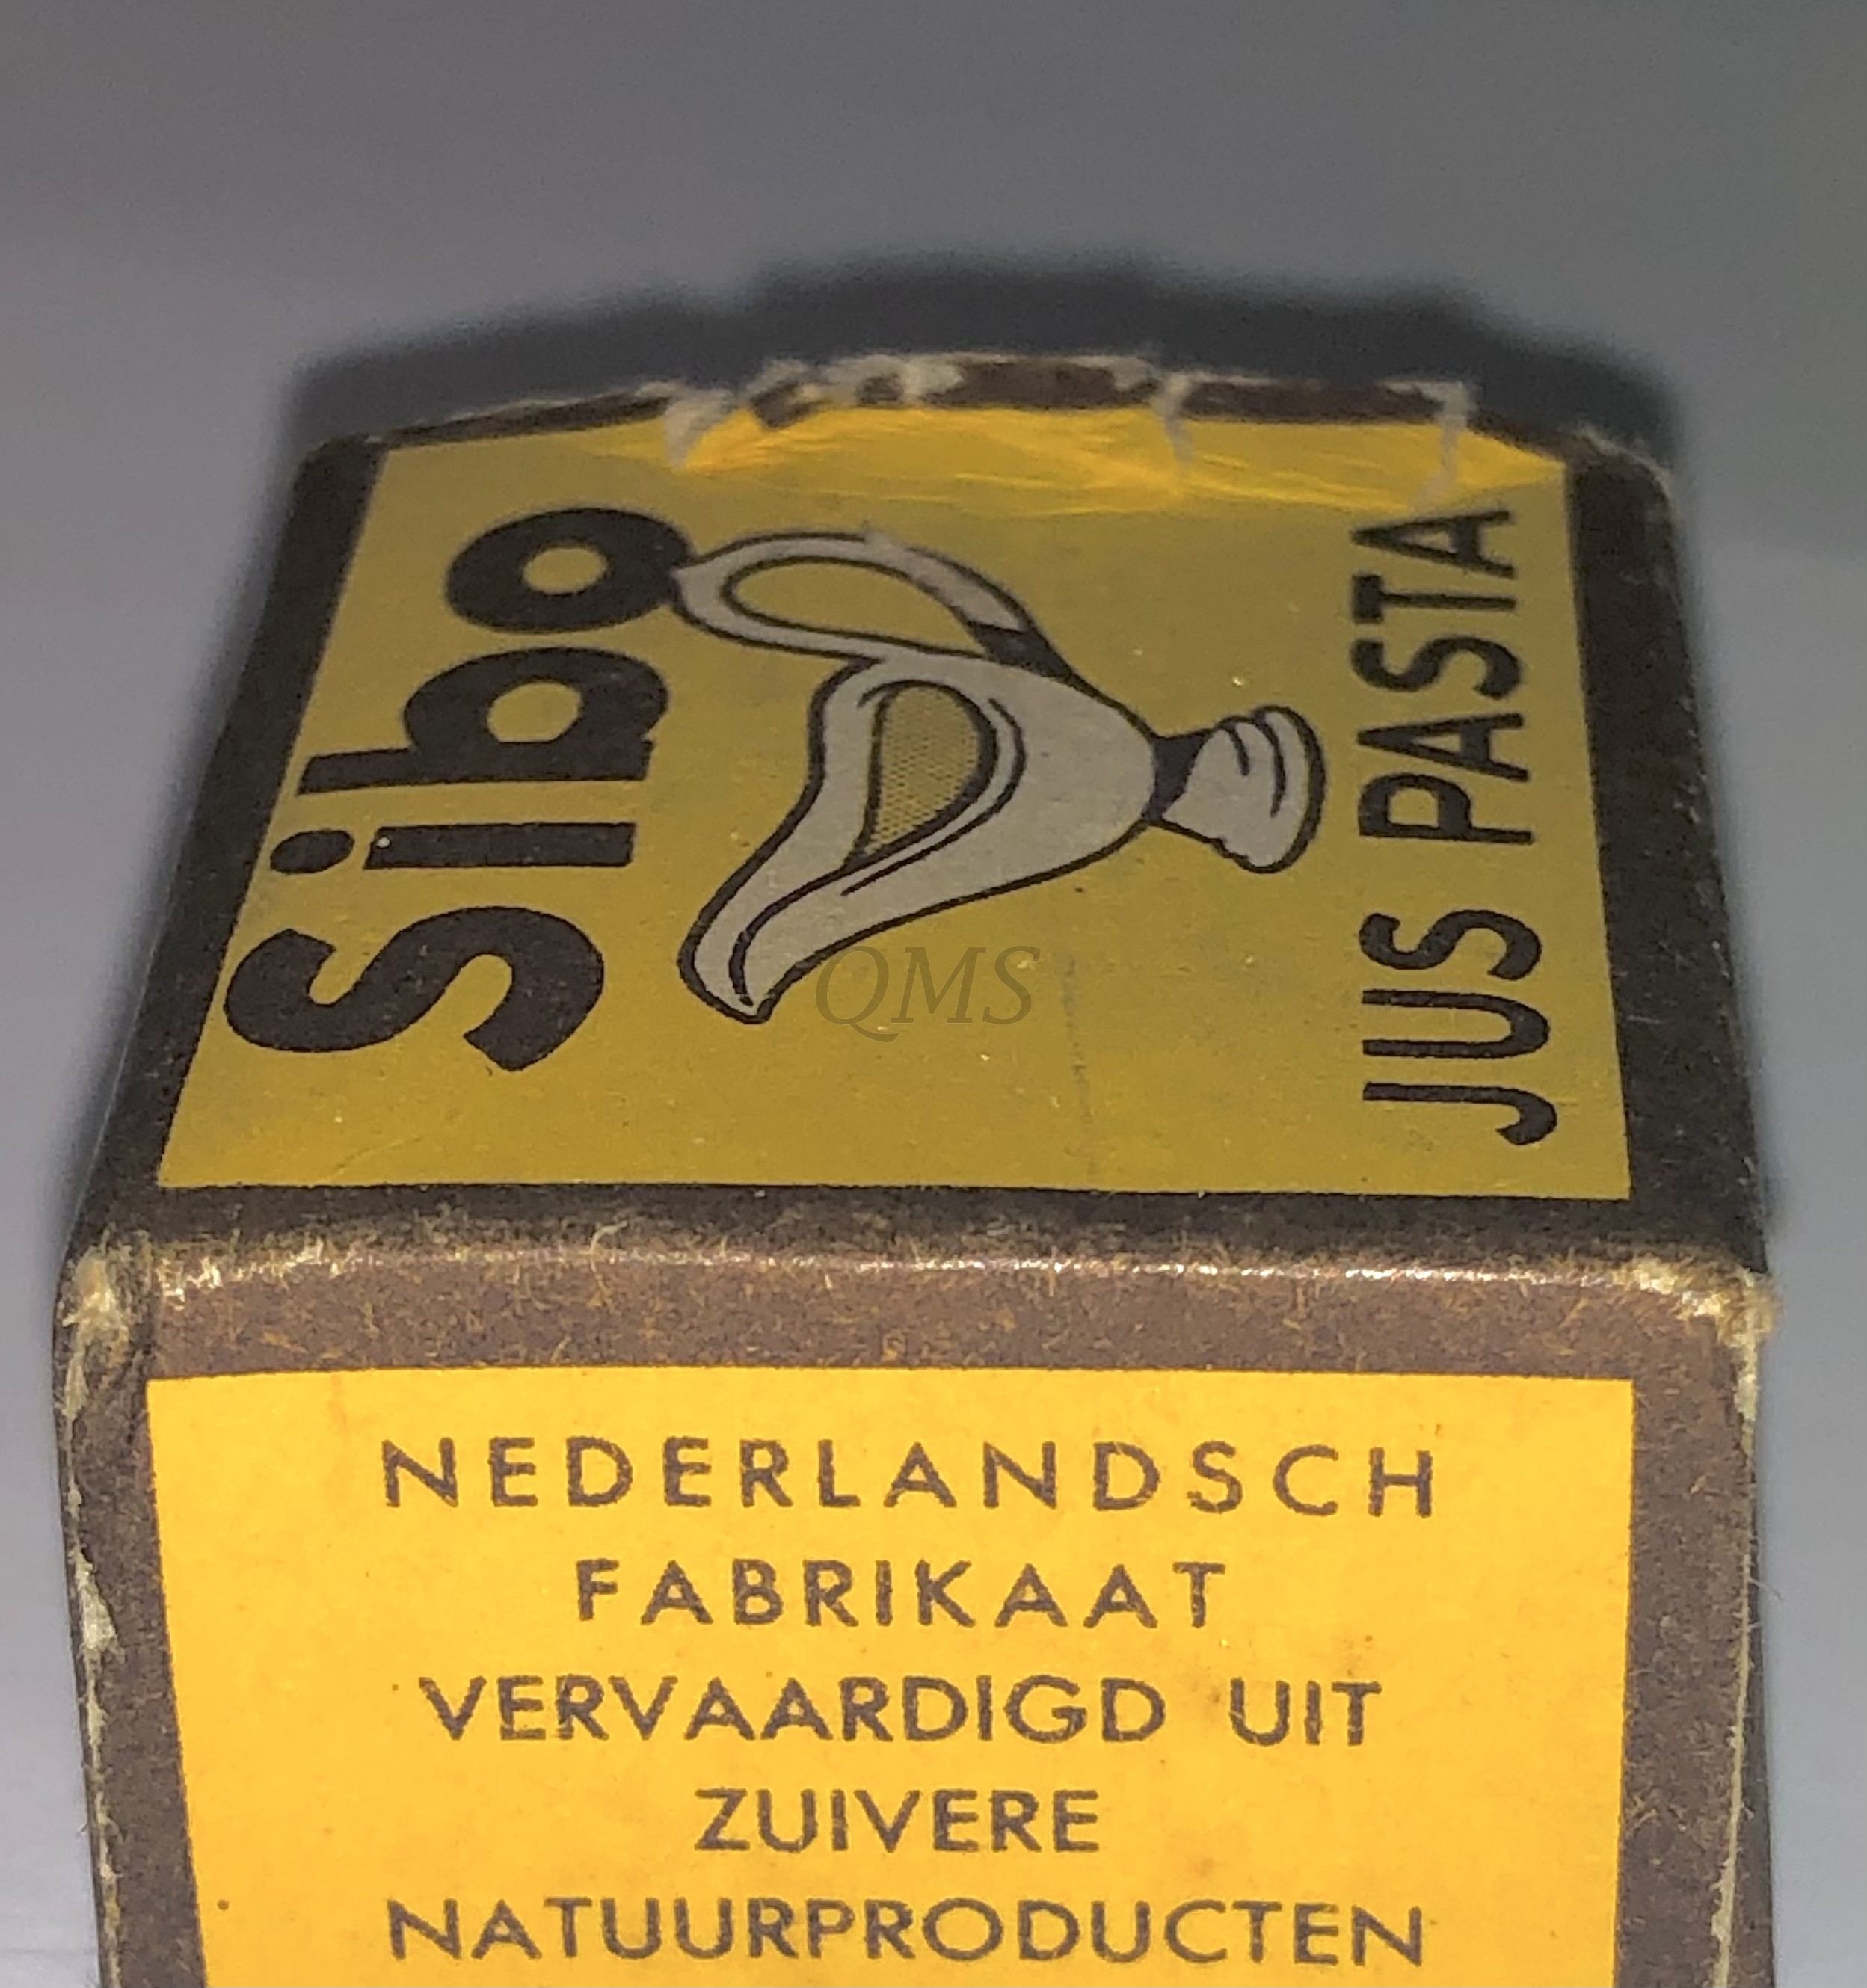 Sibo
JUS PASTA
QMS
NEDERLANDSCH
FABRIKAAT
VERVAARDIGD UIT
ZUIVERE
NATUURPRODUCTEN